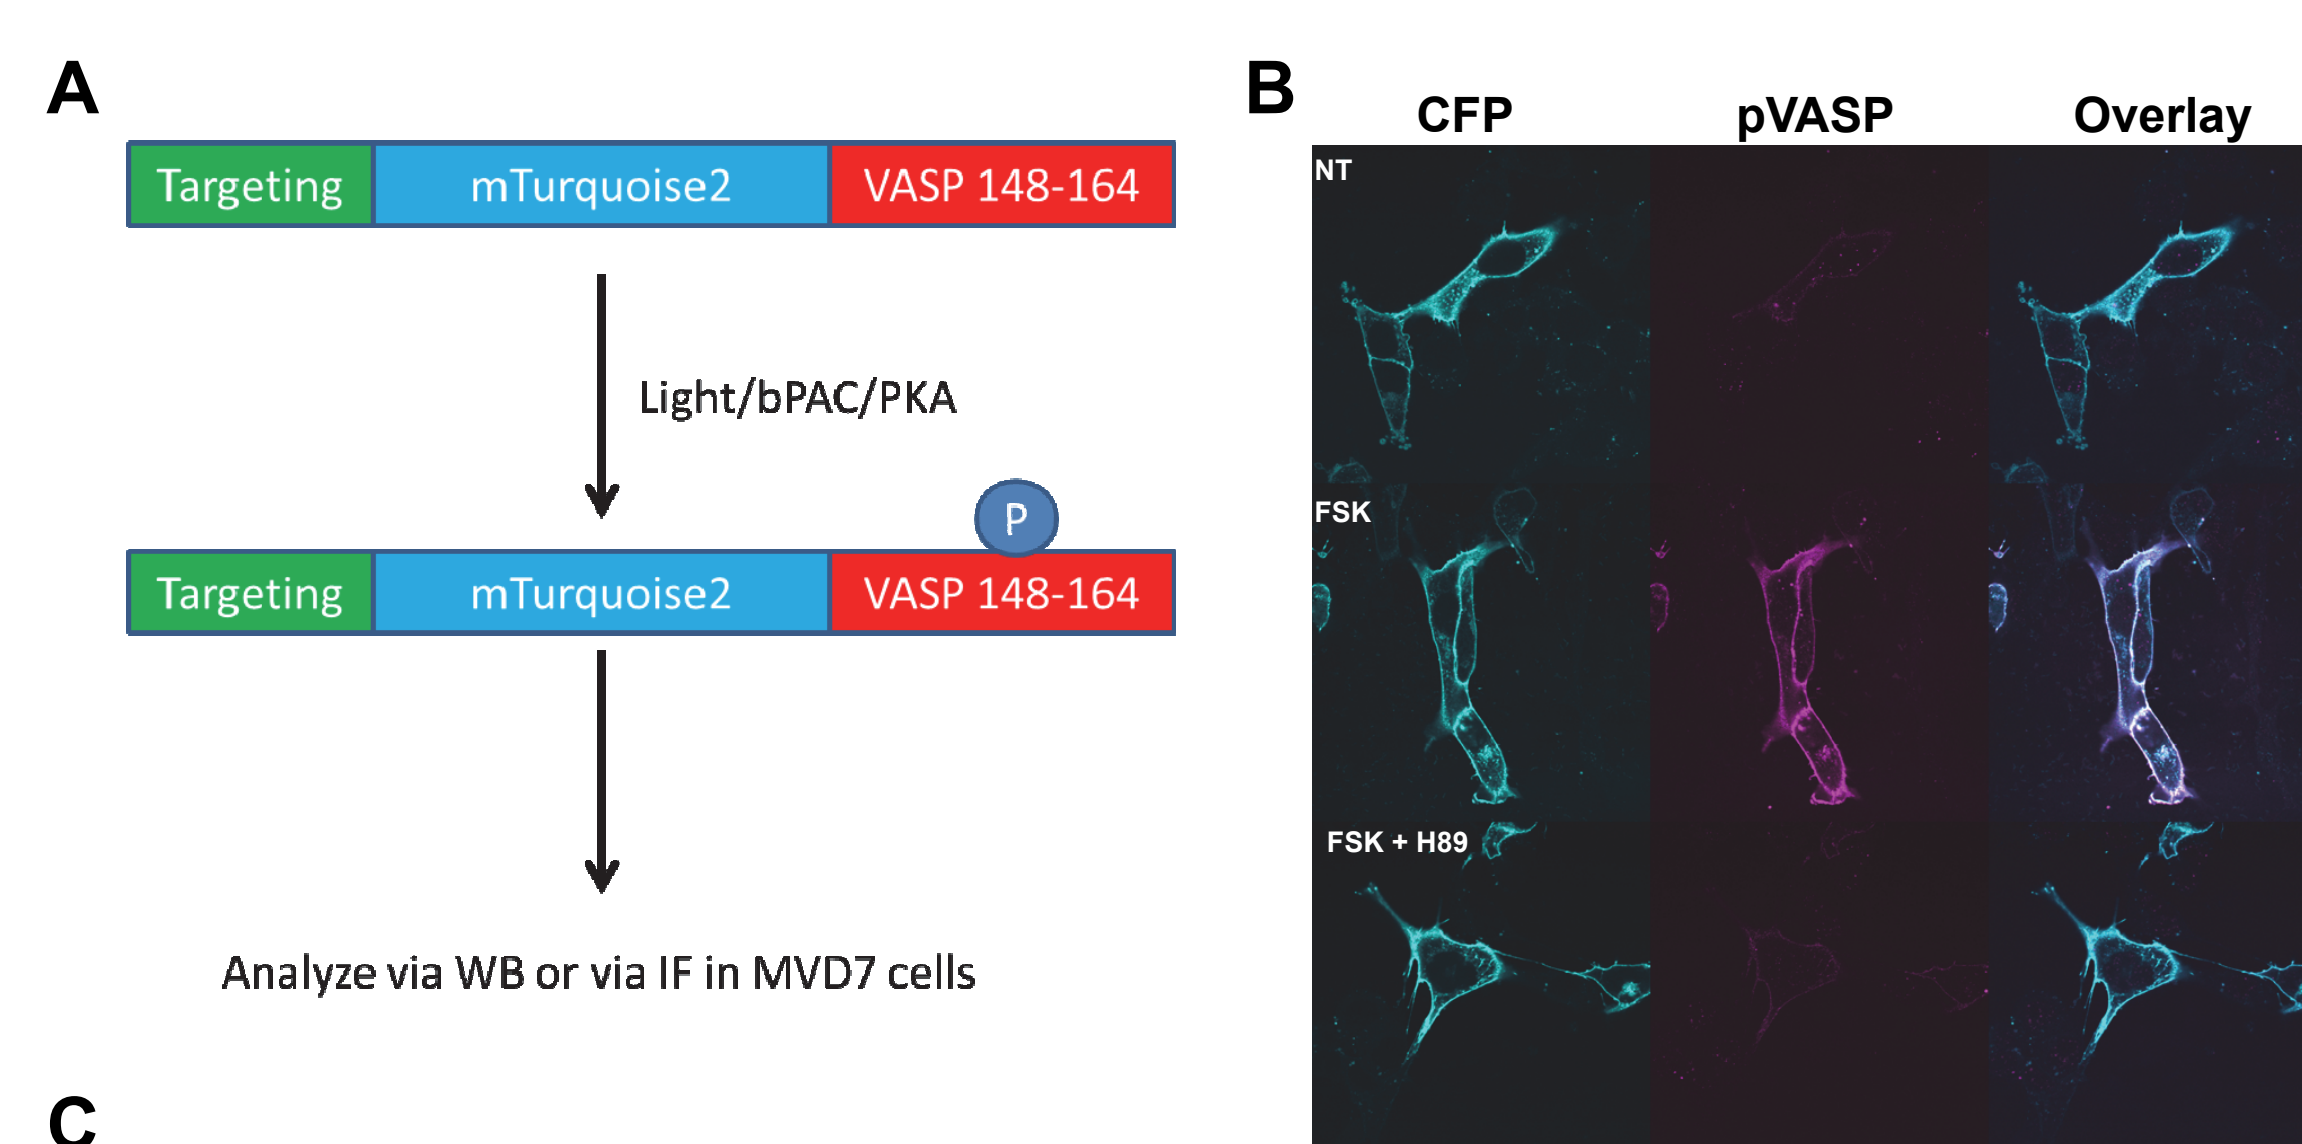 A
Targeting mTurquoise2 VASP 148-164
Light/bPAC/PKA
P
Targeting mTurquoise2 VASP 148-164
Analyze via WB or via IF in MVD7 cells
B
CFP pVASP Overlay
NT
FSK
FSK + H89
C